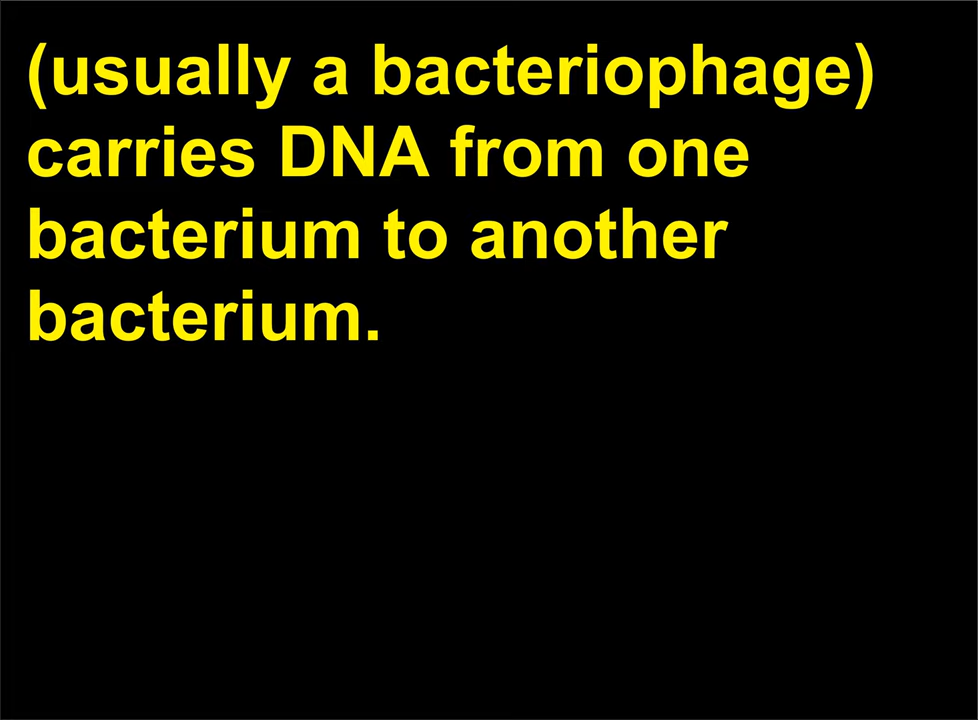 (usually a bacteriophage)
carries DNA from one
bacterium to another
bacterium.